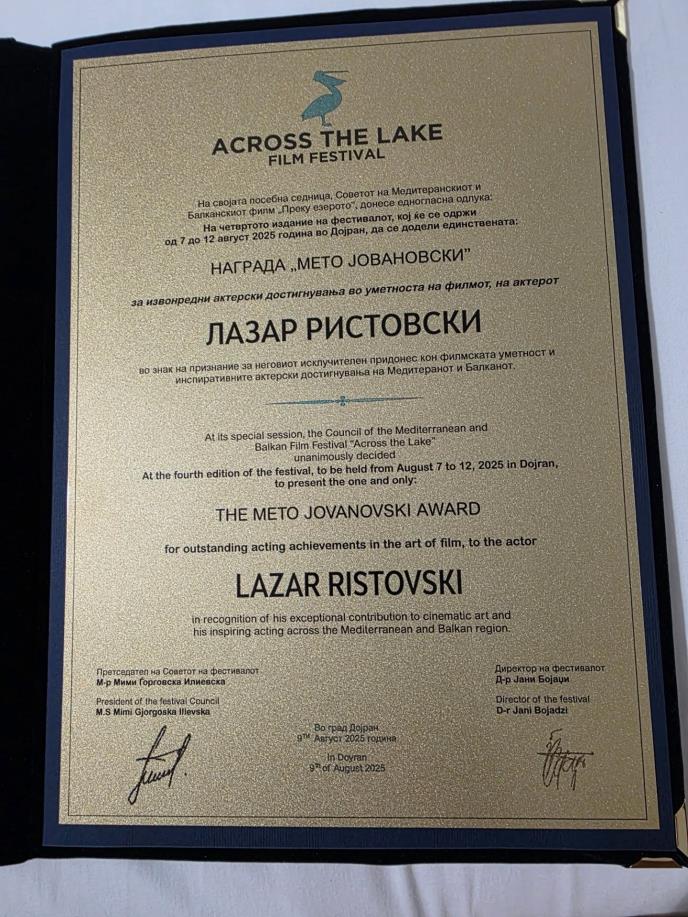 ACROSS THE LAKE
FILM FESTIVAL
На својата посебна седница, Советот на Медитеранскиот и
Балканскиот филм „Преку езерото", донесе едногласна одлука:
На четвртото издание на фестивалот, кој ќе се одржи
од 7 до 12 август 2025 година во Дојран, да се додели единствената:
НАГРАДА „МЕТО ЈОВАНОВСКИ"
за извонредни актерски достигнувања во уметноста на филмот, на актерот
ЛАЗАР РИСТОВСКИ
во знак на признание за неговиот исклучителен придонес кон филмската уметност и
инспиративните актерски достигнувања на Медитеранот и Балканот.
At its special session, the Council of the Mediterranean and
Balkan Film Festival "Across the Lake"
unanimously decided
At the fourth edition of the festival, to be held from August 7 to 12, 2025 in Dojran,
to present the one and only:
THE METO JOVANOVSKI AWARD
for outstanding acting achievements in the art of film, to the actor
LAZAR RISTOVSKI
in recognition of his exceptional contribution to cinematic art and
his inspiring acting across the Mediterranean and Balkan region.
Претседател на Советот на фестивалот
М-р Мими Ѓорговска Илиевска
President of the festival Council
M.S Mimi Gjorgoska Ilievska
Директор на фестивалот
Д-р Јани Бојаџи
Director of the festival
D-r Jani Bojadzi
Во град Дојран
9TH Август 2025 година
In Doyran
9th of August 2025